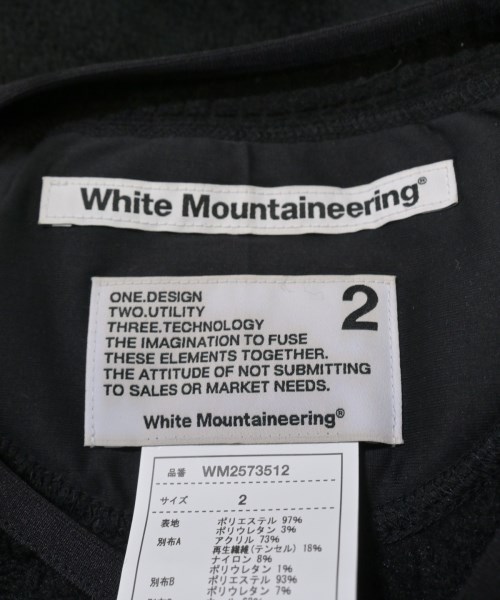 White Mountaineering®
ONE.DESIGN
TWO.UTILITY
THREE.TECHNOLOGY
THE IMAGINATION TO FUSE
THESE ELEMENTS TOGETHER.
THE ATTITUDE OF NOT SUBMITTING
TO SALES OR MARKET NEEDS.
2
White Mountaineering®
品番 WM2573512
サイズ 2
表地 ポリエステル 97%
ポリウレタン 3%
別布A アクリル 73%
再生繊維(テンセル) 18%
ナイロン 8%
ポリウレタン 1%
別布B ポリエステル 93%
ポリウレタン 7%